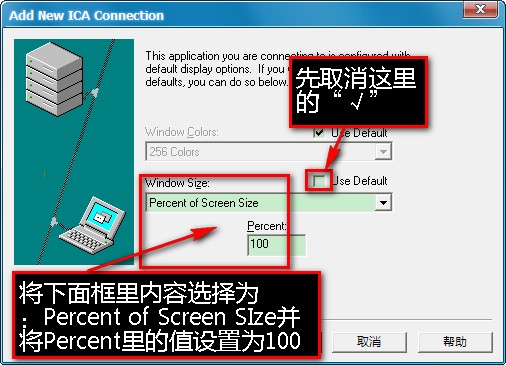 Add New ICA Connection
This application you are connecting to is configured with
default display options. If you
defaults, you can do so below.
先取消这里
的“√”
Window Colors:
Use Default
256 Colors
Window Size:
Use Default
Percent of Screen Size
Percent:
100
将下面框里内容选择为
：Percent of Screen SIze并
将Percent里的值设置为100
取消
帮助